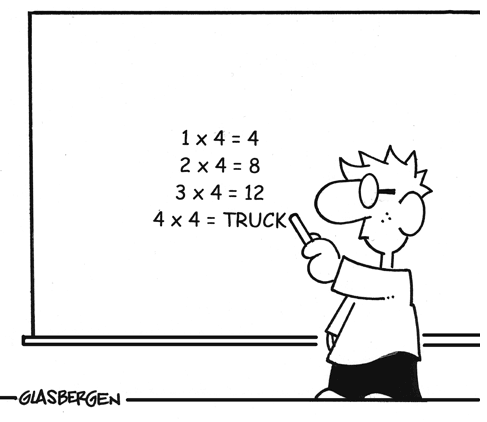 1 x 4 = 4
2 x 4 = 8
3 x 4 = 12
4 x 4 = TRUCK
GLASBERGEN